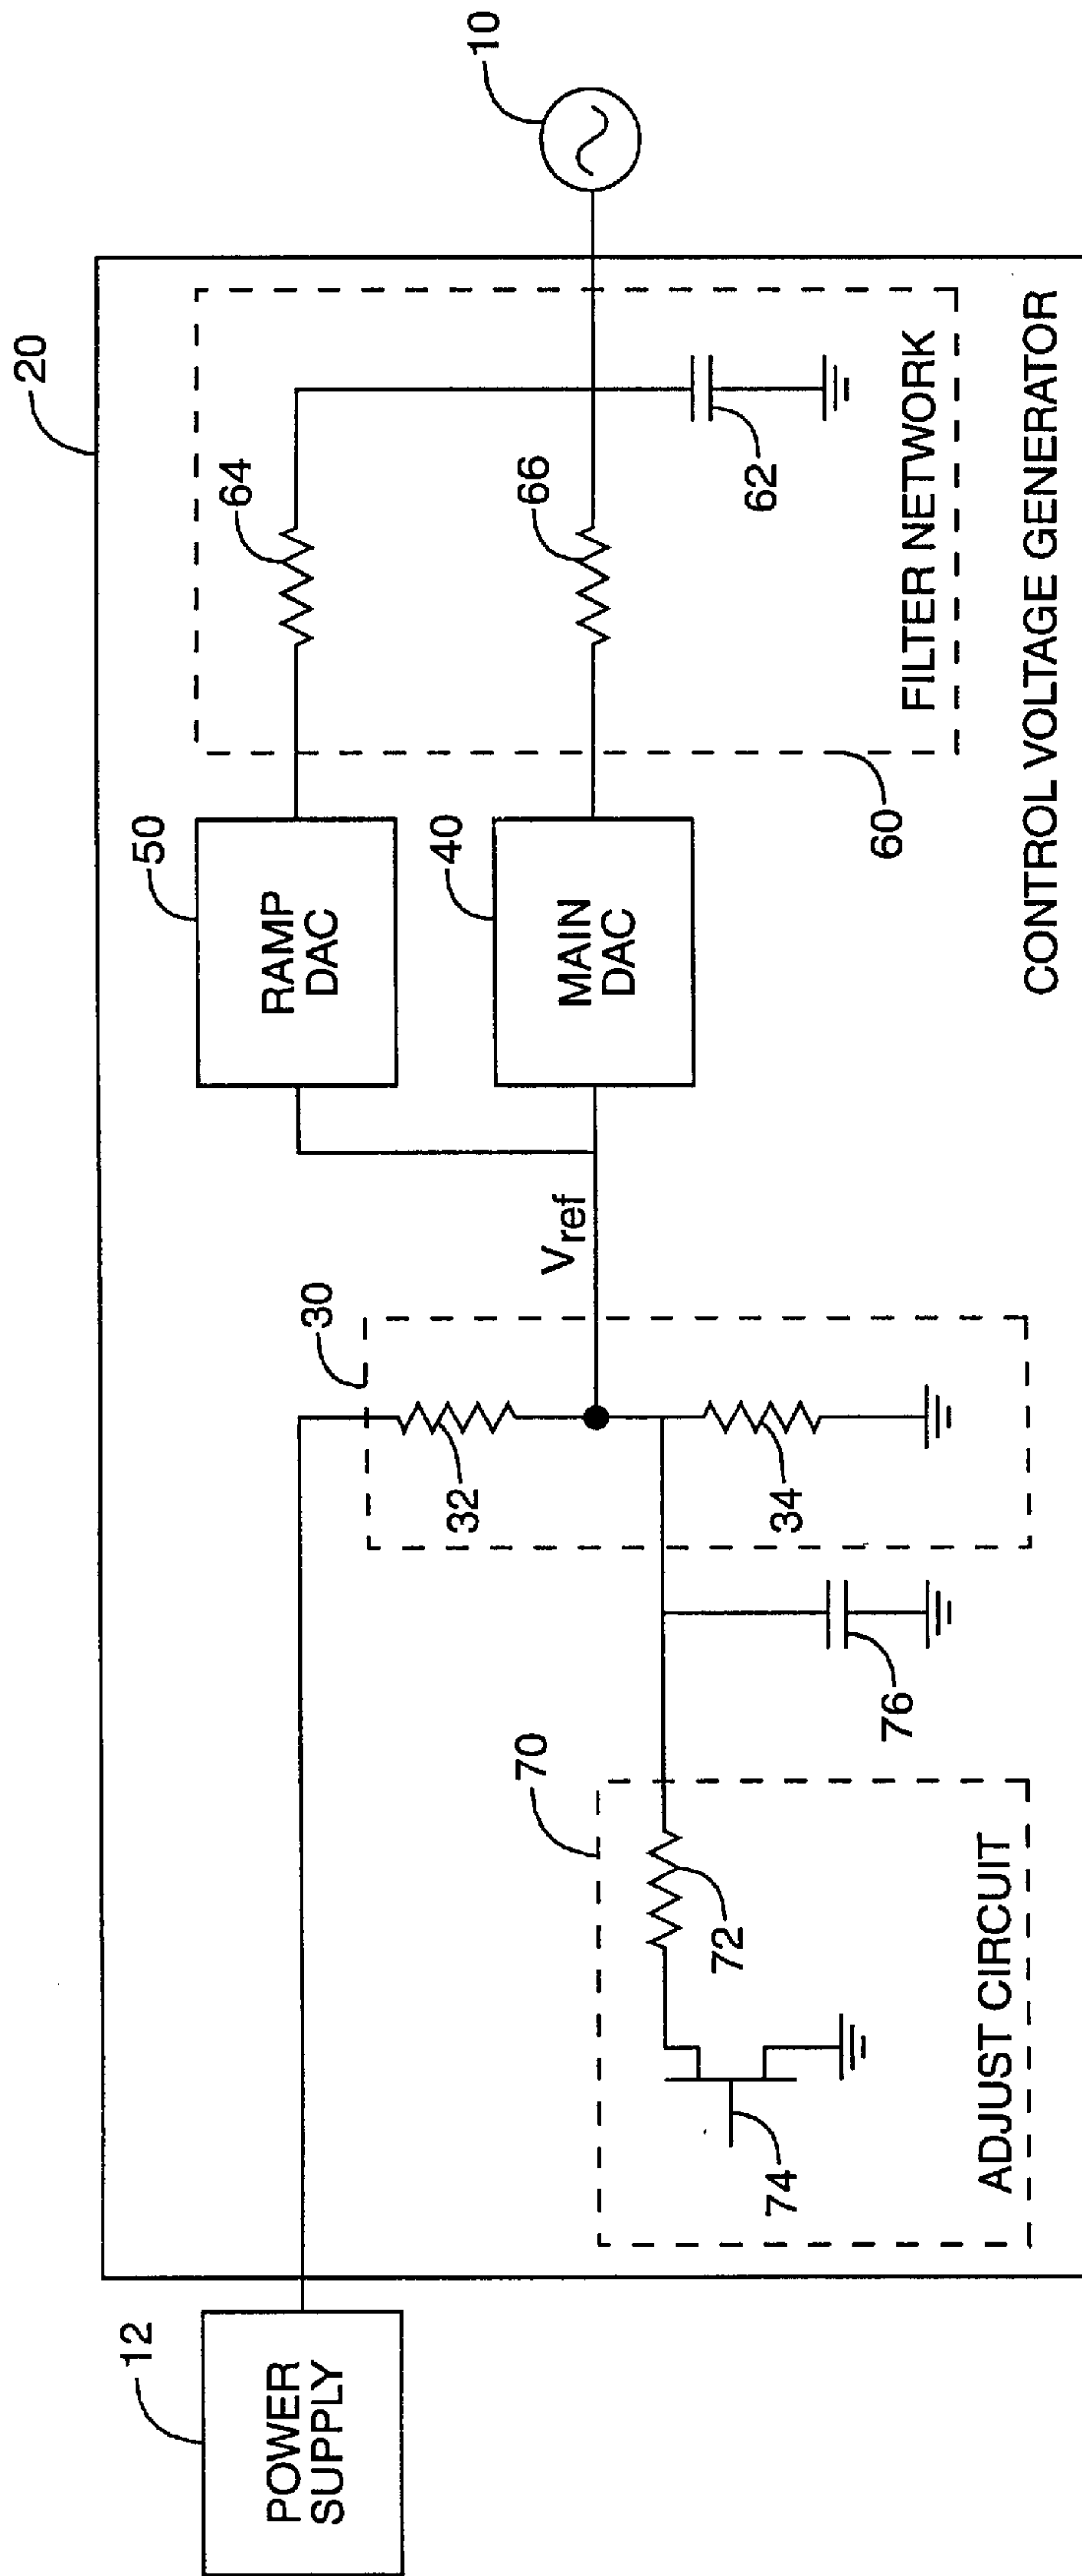 12
POWER
SUPPLY
20
74
72
70
ADJUST CIRCUIT
76
30
32
34
Vref
50
RAMP
DAC
40
MAIN
DAC
60
64
66
62
FILTER NETWORK
CONTROL VOLTAGE GENERATOR
10